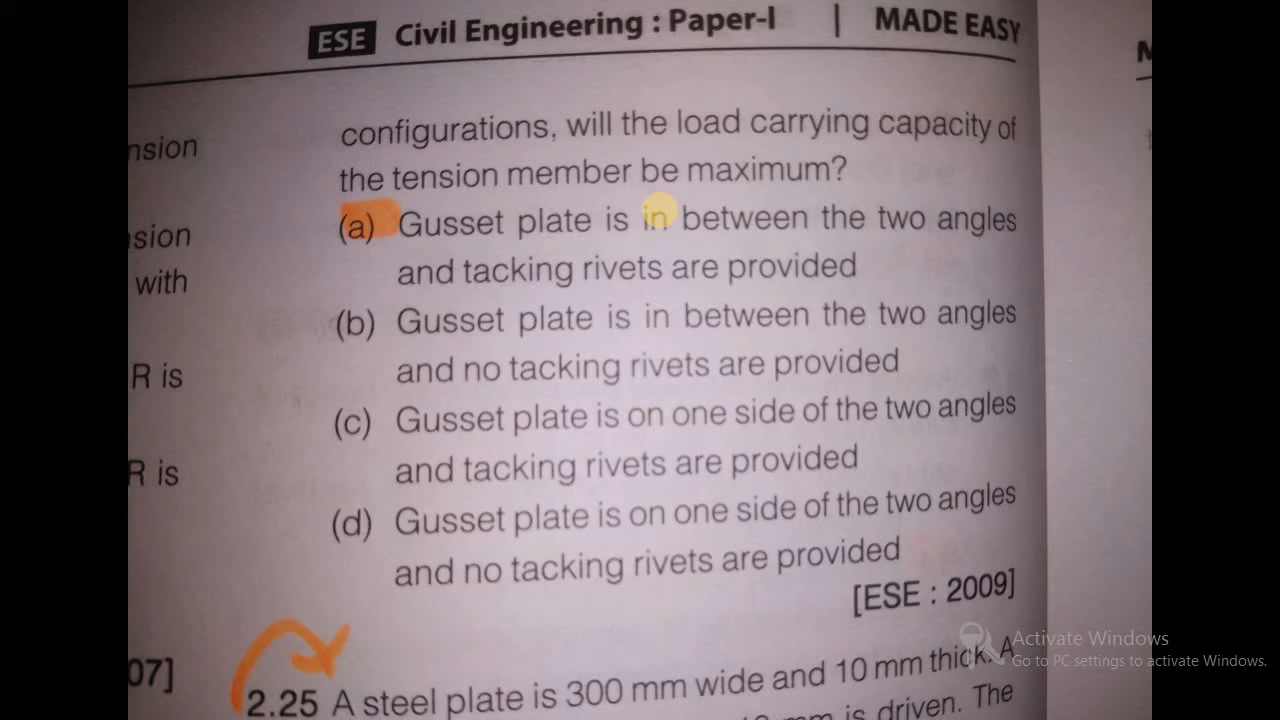 ESE Civil Engineering : Paper-I | MADE EASY
nsion
sion
with
R is
R is
07]
configurations, will the load carrying capacity of
the tension member be maximum?
(a) Gusset plate is in between the two angles
and tacking rivets are provided
(b) Gusset plate is in between the two angles
and no tacking rivets are provided
(c) Gusset plate is on one side of the two angles
and tacking rivets are provided
(d) Gusset plate is on one side of the two angles
and no tacking rivets are provided
[ESE : 2009]
2.25 A steel plate is 300 mm wide and 10 mm thick. A
mm is driven. The
Activate Windows
Go to PC settings to activate Windows.